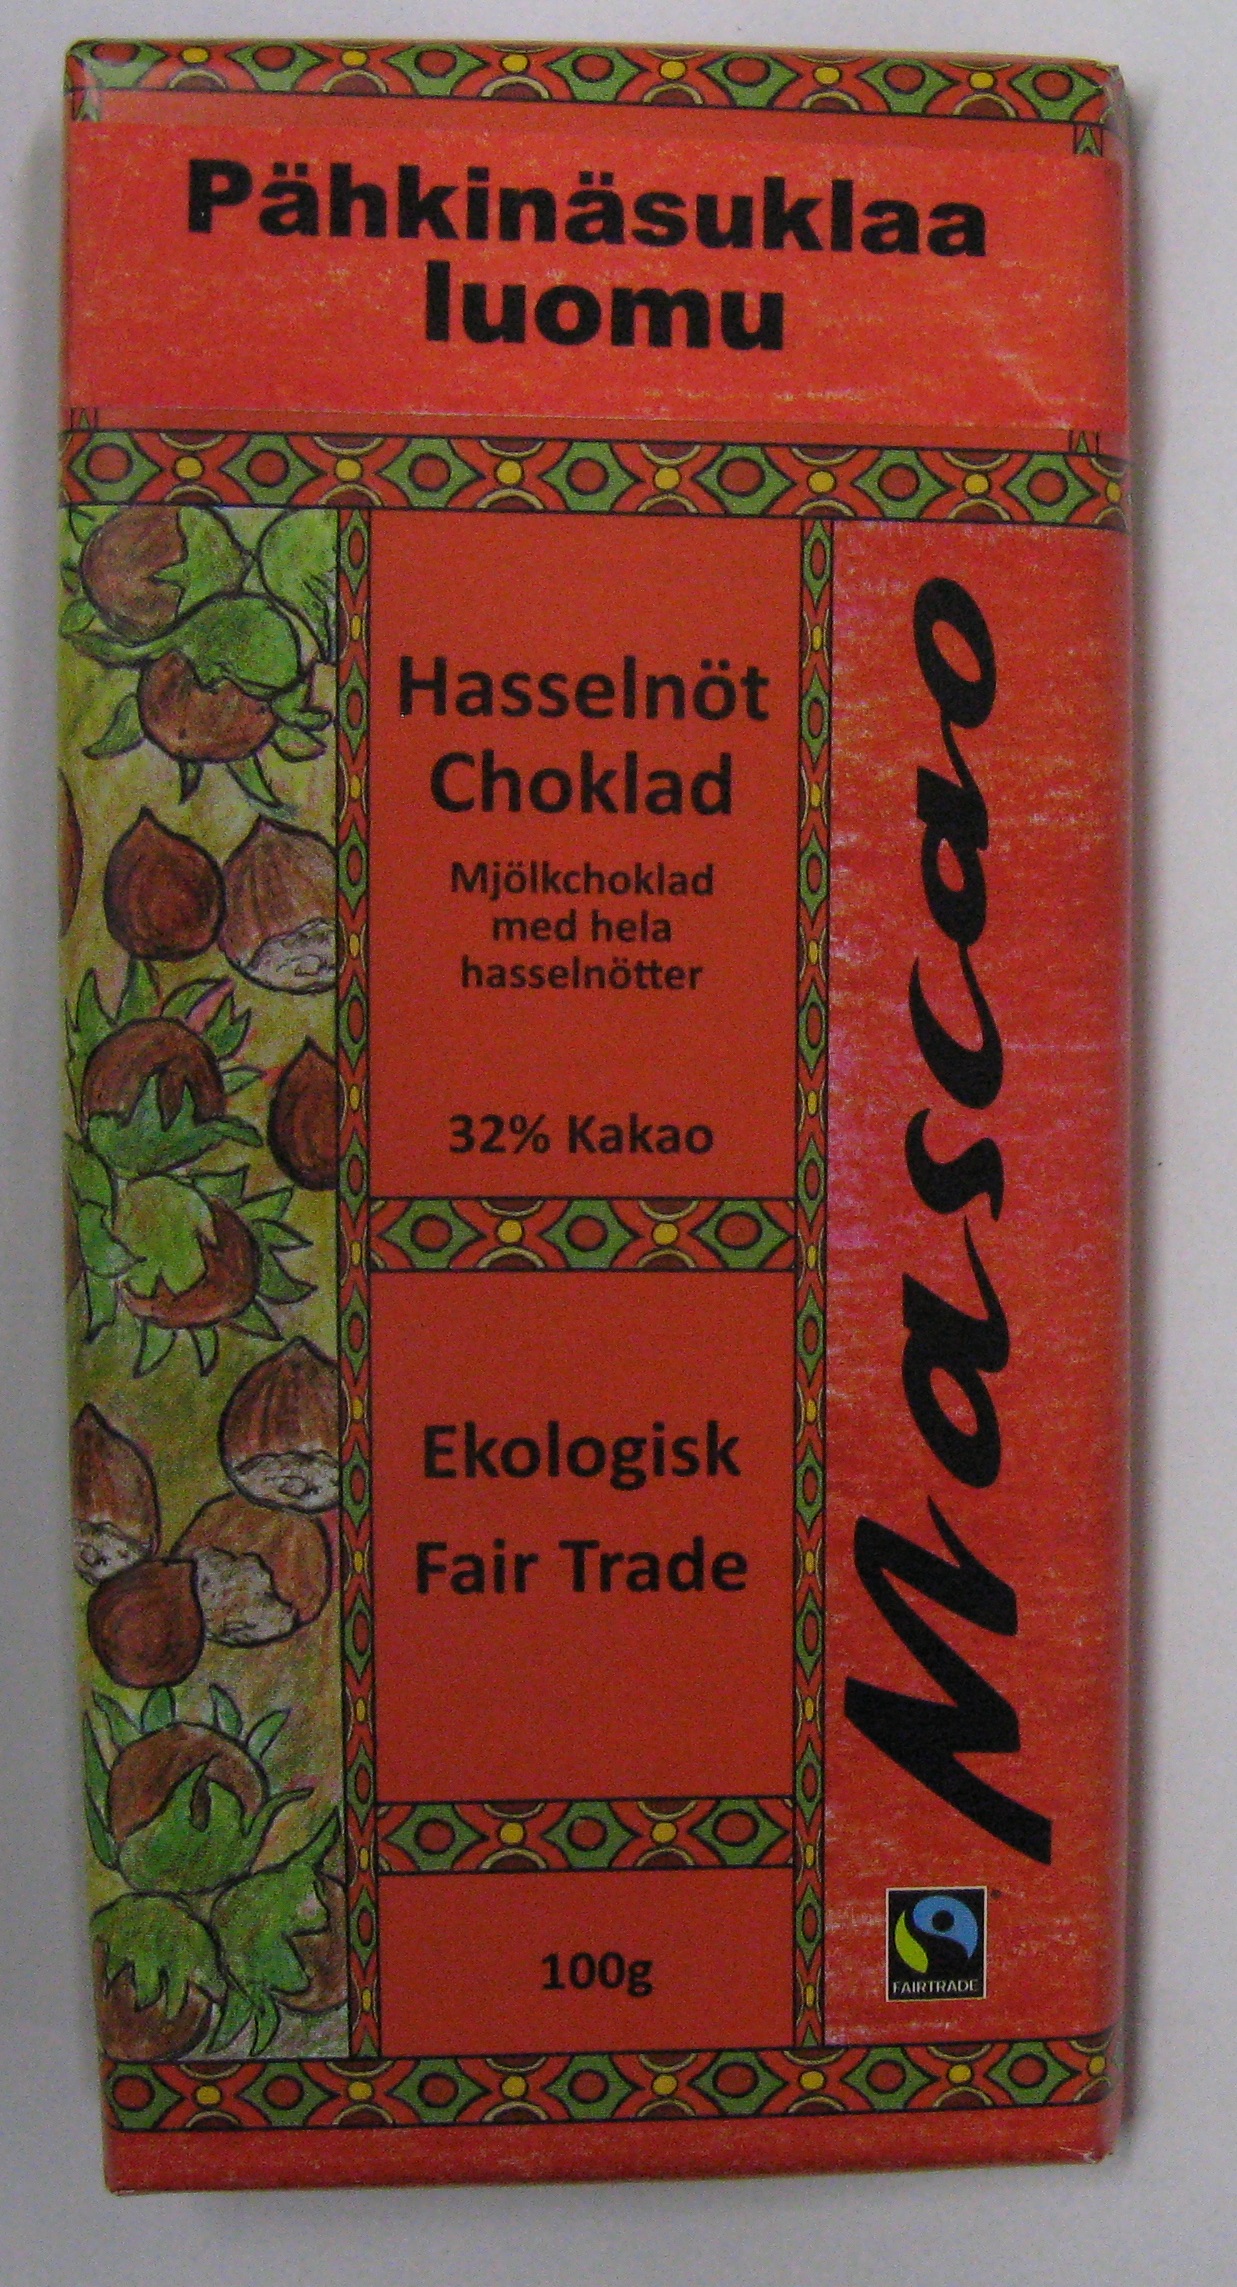 Pähkinäsuklaa
luomu
Hasselnöt
Choklad
Mjölkchoklad
med hela
hasselnötter
32% Kakao
Ekologisk
Fair Trade
100g
Mascao
FAIRTRADE